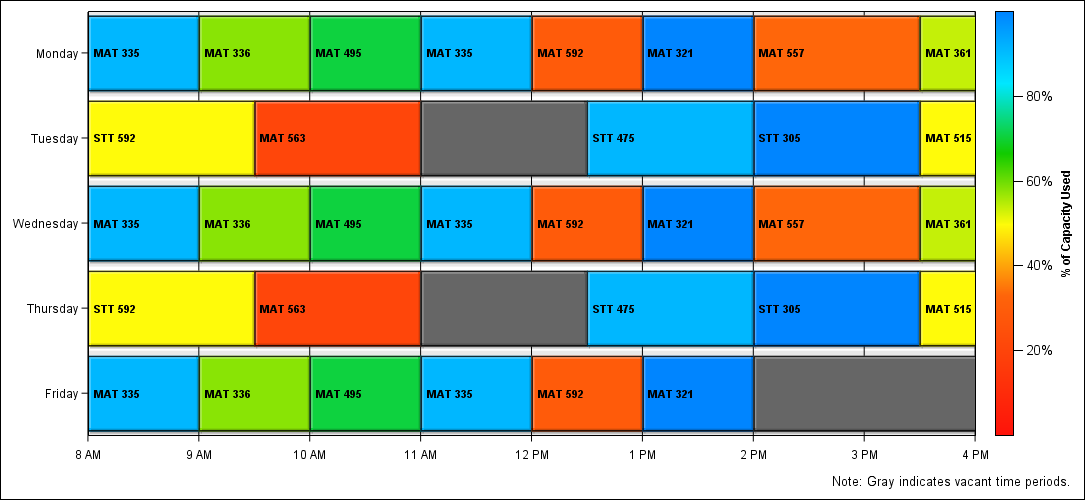 Monday MAT 335 MAT 336 MAT 495 MAT 335 MAT 592 MAT 321 MAT 557 MAT 361
Tuesday STT 592 MAT 563 STT 475 STT 305 MAT 515
Wednesday MAT 335 MAT 336 MAT 495 MAT 335 MAT 592 MAT 321 MAT 557 MAT 361
Thursday STT 592 MAT 563 STT 475 STT 305 MAT 515
Friday MAT 335 MAT 336 MAT 495 MAT 335 MAT 592 MAT 321
8 AM 9 AM 10 AM 11 AM 12 PM 1 PM 2 PM 3 PM 4 PM
80%
60%
40%
20%
% of Capacity Used
Note: Gray indicates vacant time periods.